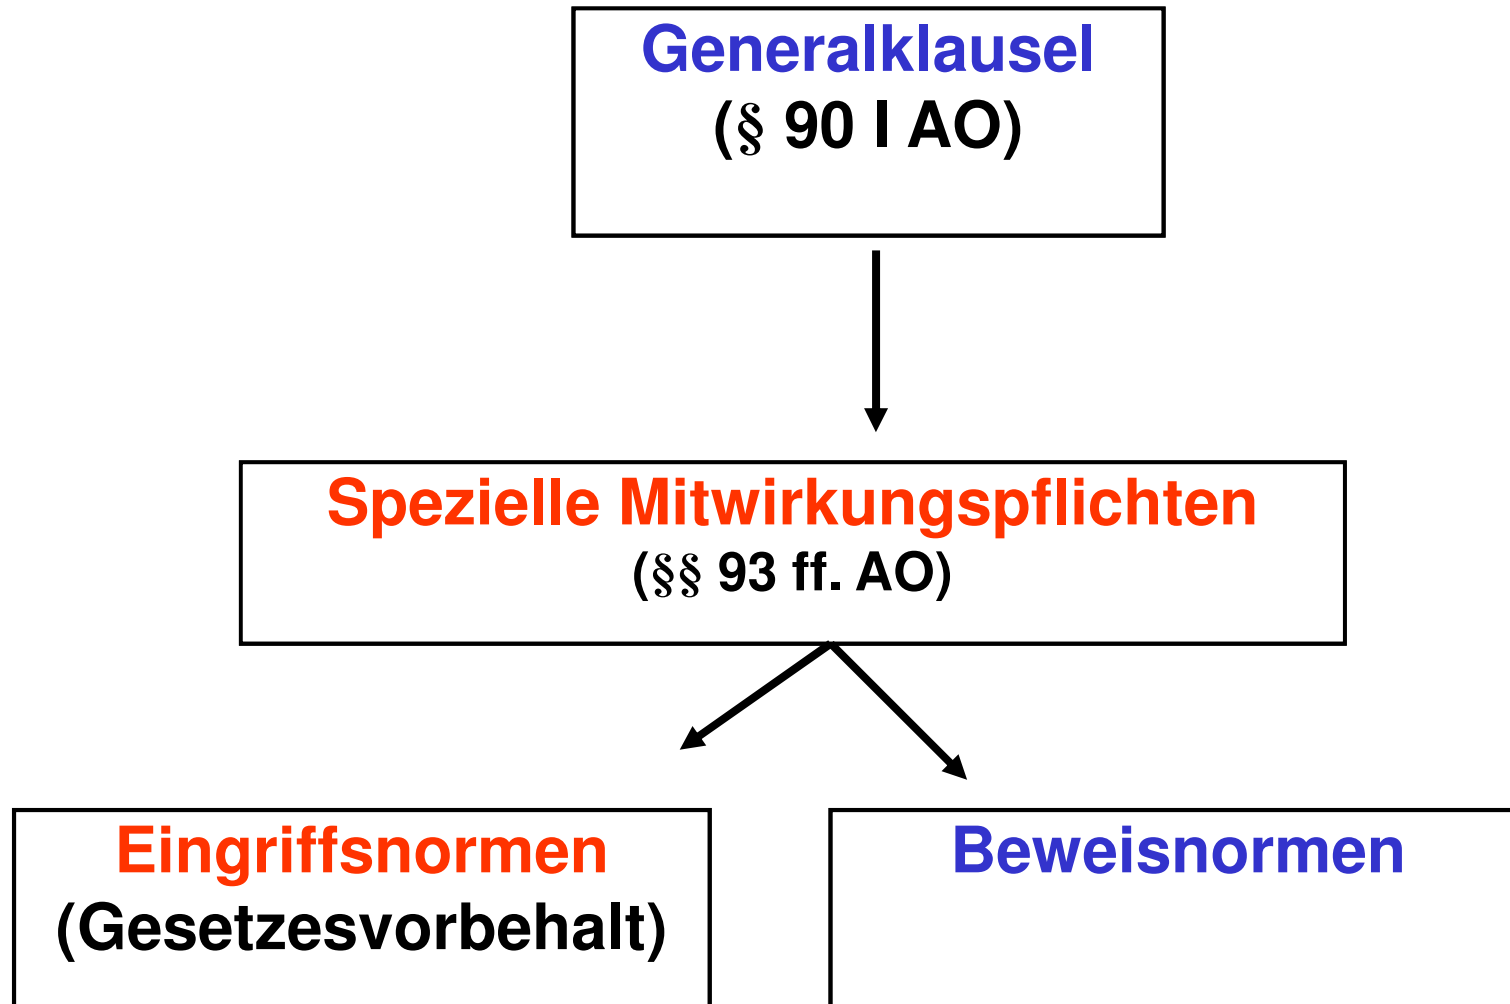 Generalklausel
(§ 90 I AO)
Spezielle Mitwirkungspflichten
(§§ 93 ff. AO)
Eingriffsnormen
(Gesetzesvorbehalt)
Beweisnormen